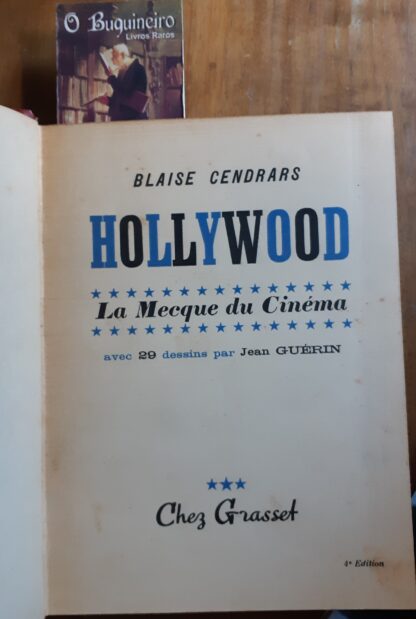 O Buquineiro
Livros Raros
BLAISE CENDRARS
HOLLYWOOD
La Mecque du Cinéma
avec 29 dessins par Jean GUÉRIN
Chez Grasset
4e Edition